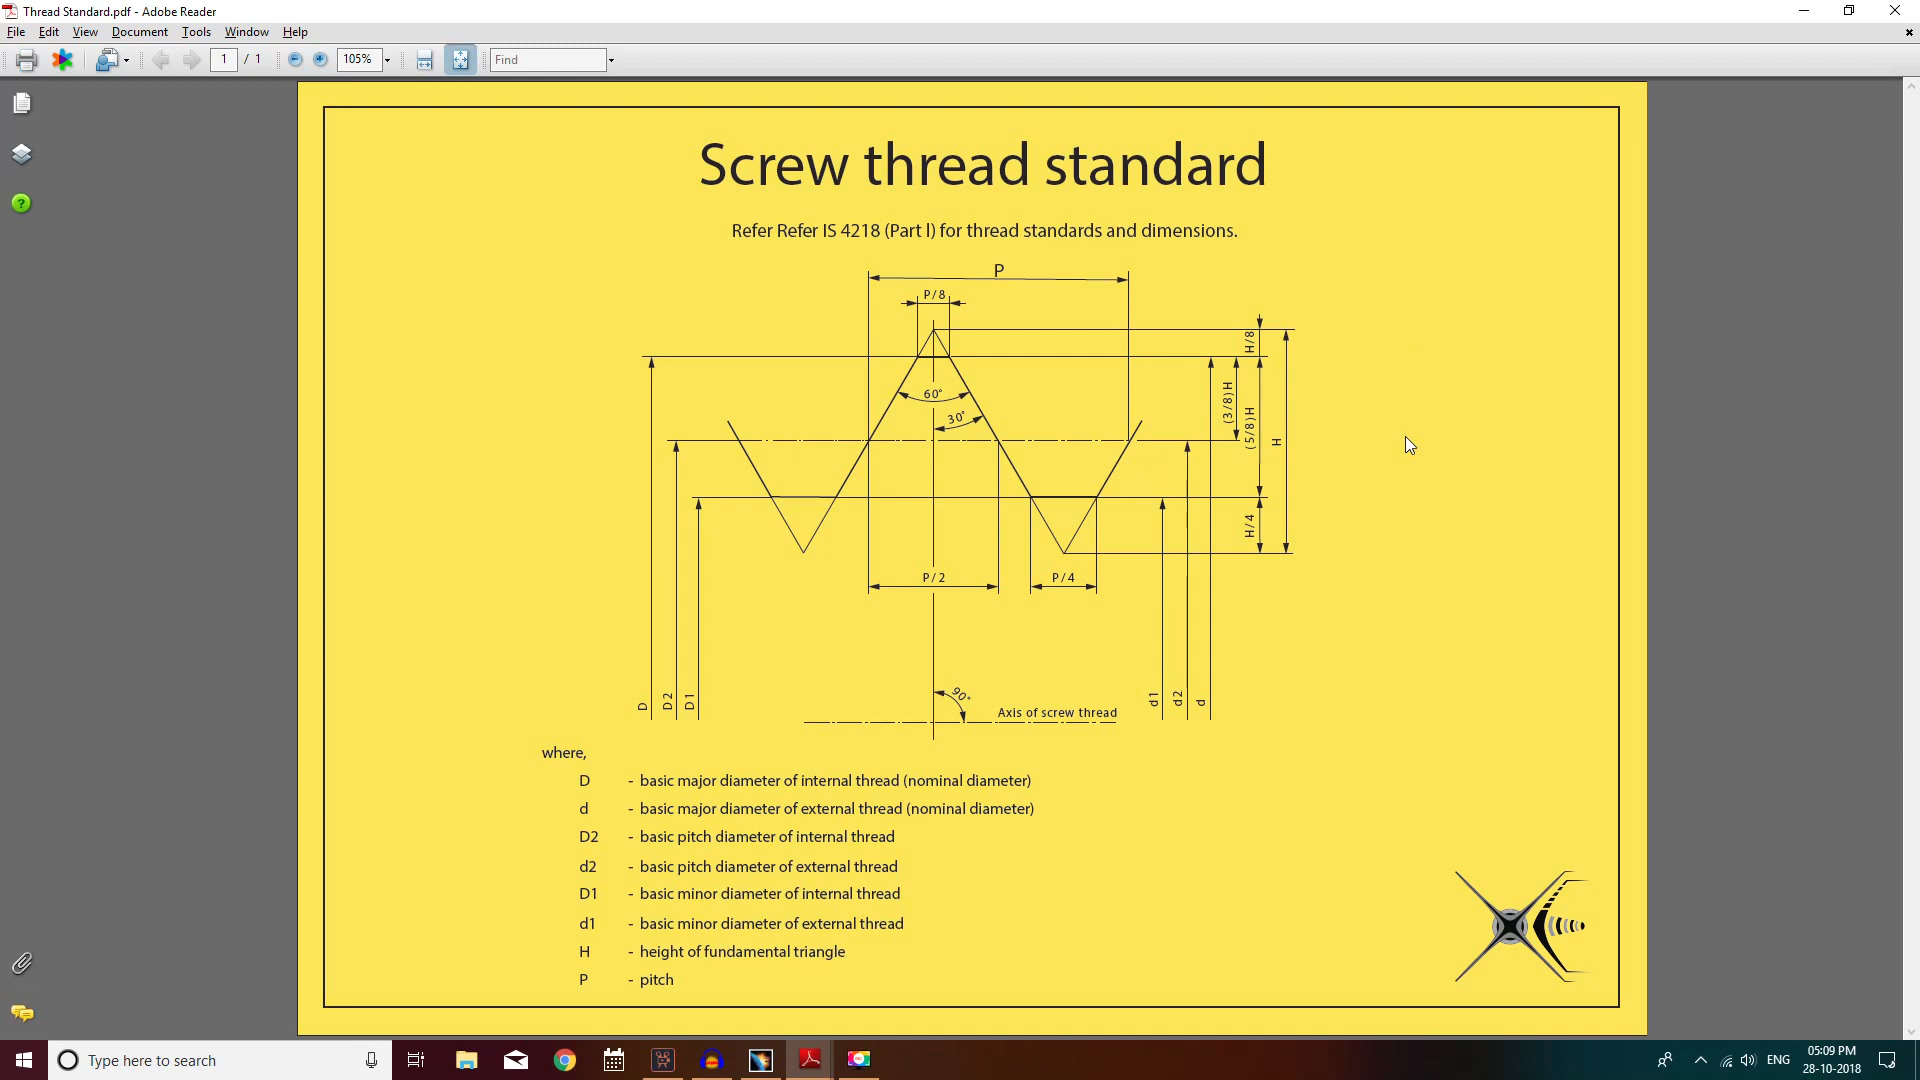 Thread Standard.pdf - Adobe Reader
File Edit View Document Tools Window Help
1 / 1 105% Find
Screw thread standard
Refer Refer IS 4218 (Part l) for thread standards and dimensions.
P
P/8
H/8
60°
30°
(3/8)H
(5/8)H
H
H/4
P/2
P/4
D
D2
D1
90°
Axis of screw thread
d1
d2
d
where,
D - basic major diameter of internal thread (nominal diameter)
d - basic major diameter of external thread (nominal diameter)
D2 - basic pitch diameter of internal thread
d2 - basic pitch diameter of external thread
D1 - basic minor diameter of internal thread
d1 - basic minor diameter of external thread
H - height of fundamental triangle
P - pitch
Type here to search
ENG
05:09 PM
28-10-2018